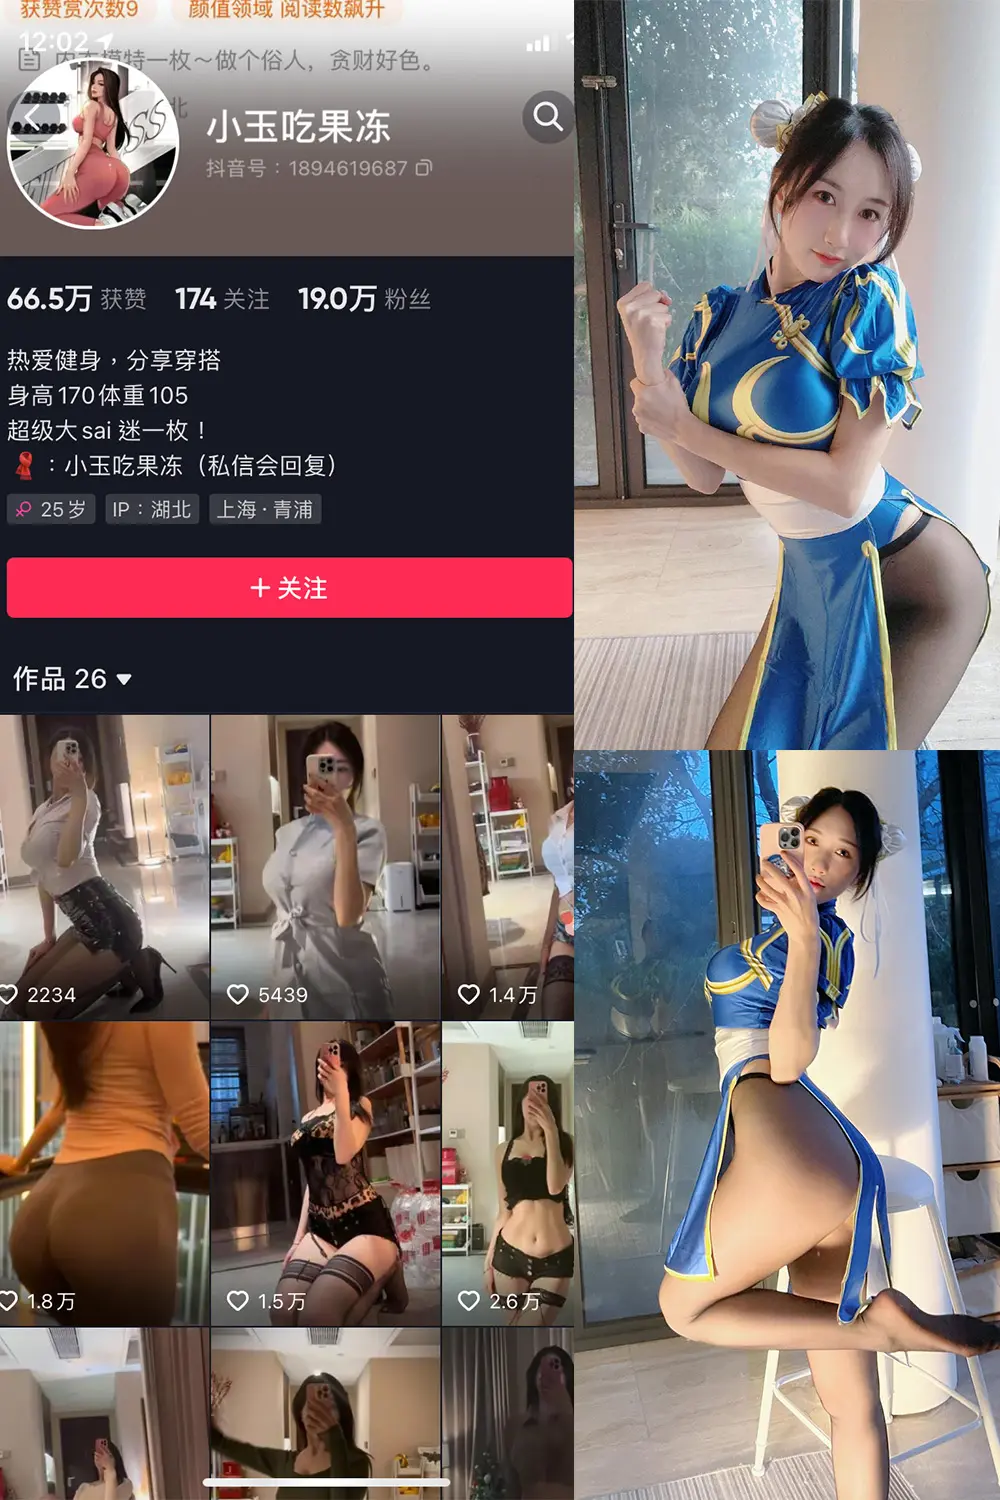 获赞赏次数9 颜值领域 阅读数飙升
12:02
内衣模特一枚～做个俗人，贪财好色。
北
小玉吃果冻
抖音号：1894619687
66.5万 获赞 174 关注 19.0万 粉丝
热爱健身，分享穿搭
身高170体重105
超级大sai 迷一枚！
：小玉吃果冻（私信会回复）
25岁 IP：湖北 上海·青浦
+ 关注
作品 26
2234 5439 1.4万
1.8万 1.5万 2.6万